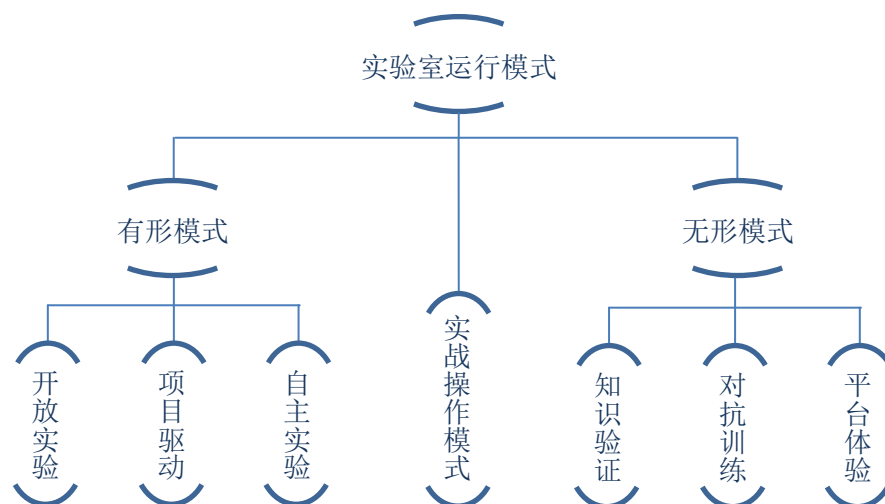 实验室运行模式
有形模式
无形模式
开放实验
项目驱动
自主实验
实战操作模式
知识验证
对抗训练
平台体验